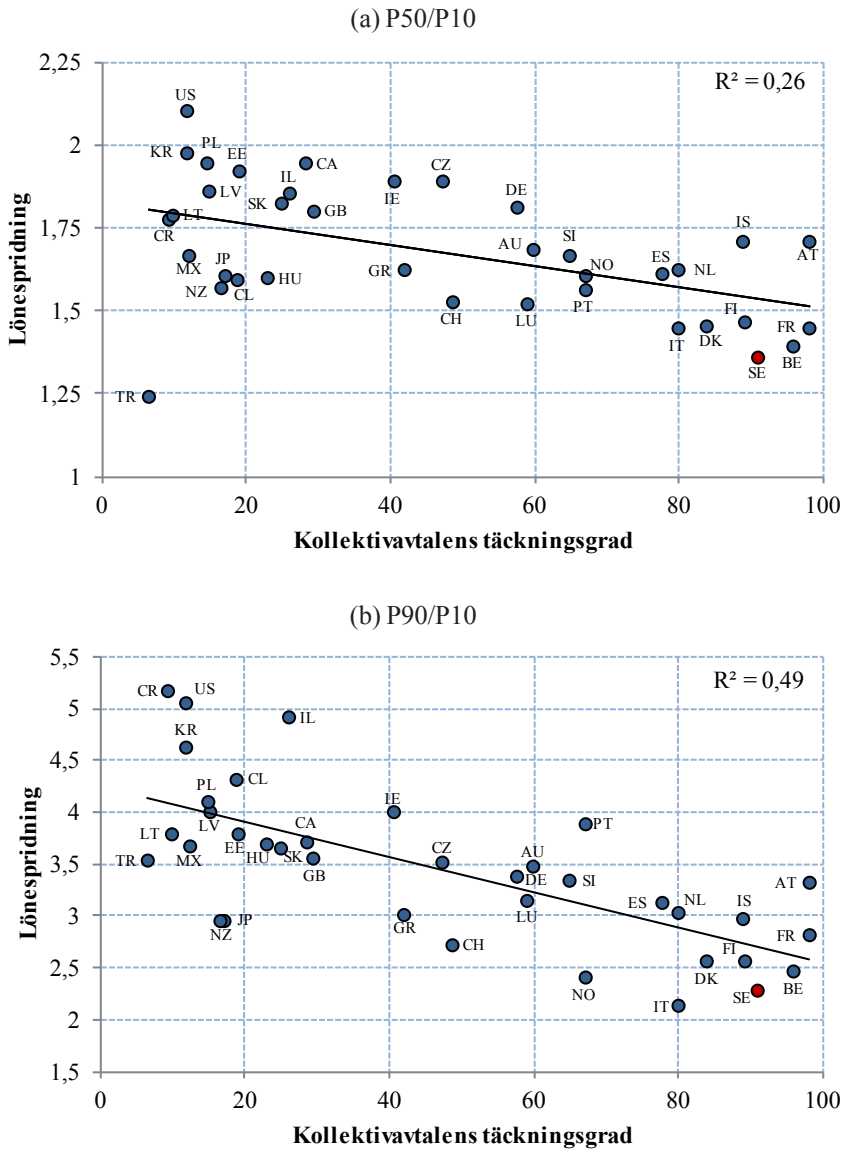 (a) P50/P10
2,25
R² = 0,26
US
2
KR
PL
EE
CA
CZ
IL
IE
LV
SK
GB
DE
LT
CR
1,75
AU
SI
IS
AT
MX
JP
HU
NZ
CL
GR
NO
ES
NL
PT
1,5
CH
LU
IT
DK
FI
FR
BE
SE
TR
1,25
1
0
20
40
60
80
100
Lönespridning
Kollektivavtalens täckningsgrad
(b) P90/P10
5,5
R² = 0,49
CR
US
IL
5
KR
4,5
CL
PL
IE
4
LV
LT
CA
PT
EE
MX
HU
SK
GB
TR
3,5
CZ
AU
DE
SI
AT
LU
ES
NL
IS
3
NZ
JP
GR
CH
FR
FI
DK
2,5
BE
NO
SE
IT
2
1,5
0
20
40
60
80
100
Lönespridning
Kollektivavtalens täckningsgrad